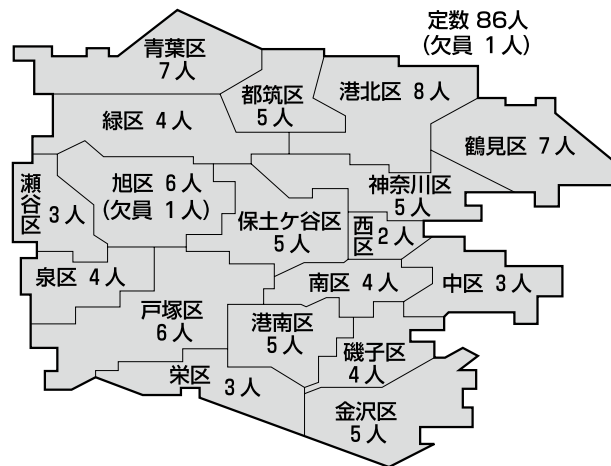 定数 86人
(欠員 1人)
青葉区
7人
都筑区
5人
港北区 8人
緑区 4人
鶴見区 7人
瀬谷区
3人
旭区 6人
(欠員 1人)
神奈川区
5人
保土ケ谷区
5人
西区
2人
泉区 4人
南区 4人
中区 3人
戸塚区
6人
港南区
5人
磯子区
4人
栄区
3人
金沢区
5人